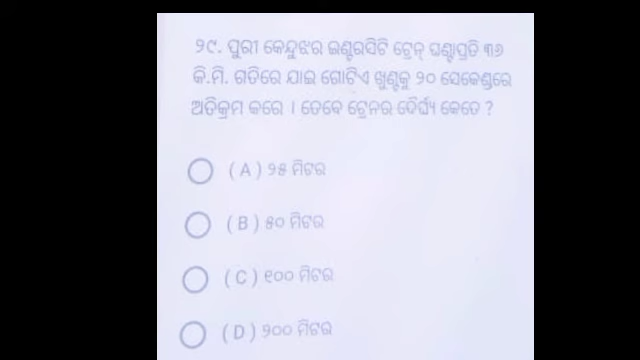 ୨୯. ପୁରୀ କେନ୍ଦୁଝର ଇଣ୍ଟରସିଟି ଟ୍ରେନ୍ ଘଣ୍ଟାପ୍ରତି ୩୬
କି.ମି. ଗତିରେ ଯାଇ ଗୋଟିଏ ଖୁଣ୍ଟକୁ ୨୦ ସେକେଣ୍ଡରେ
ଅତିକ୍ରମ କରେ । ତେବେ ଟ୍ରେନର ଦୈର୍ଘ୍ୟ କେତେ ?
( A ) ୨୫ ମିଟର
( B ) ୫୦ ମିଟର
( C ) ୧୦୦ ମିଟର
( D ) ୨୦୦ ମିଟର